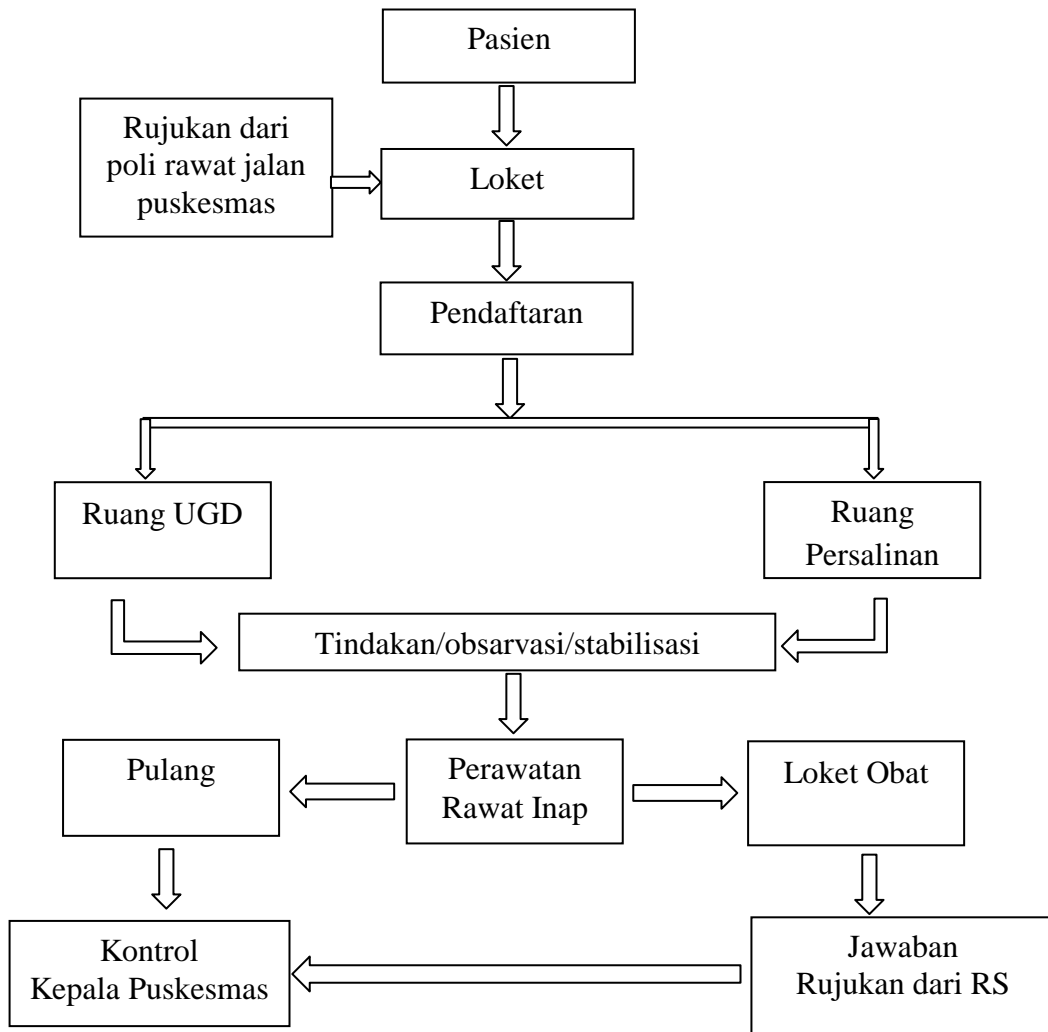 Pasien
Rujukan dari
poli rawat jalan
puskesmas
Loket
Pendaftaran
Ruang UGD
Ruang
Persalinan
Tindakan/obsarvasi/stabilisasi
Pulang
Perawatan
Rawat Inap
Loket Obat
Kontrol
Kepala Puskesmas
Jawaban
Rujukan dari RS